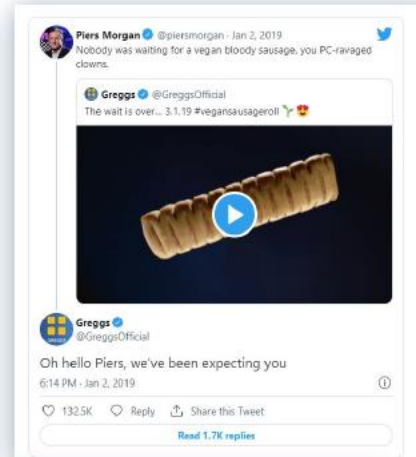 Piers Morgan @piersmorgan · Jan 2, 2019
Nobody was waiting for a vegan bloody sausage, you PC-ravaged
clowns.
Greggs @GreggsOfficial
The wait is over... 3.1.19 #vegansausageroll
GREGGS
Greggs
@GreggsOfficial
Oh hello Piers, we've been expecting you
6:14 PM · Jan 2, 2019
132.5K Reply Share this Tweet
Read 1.7K replies